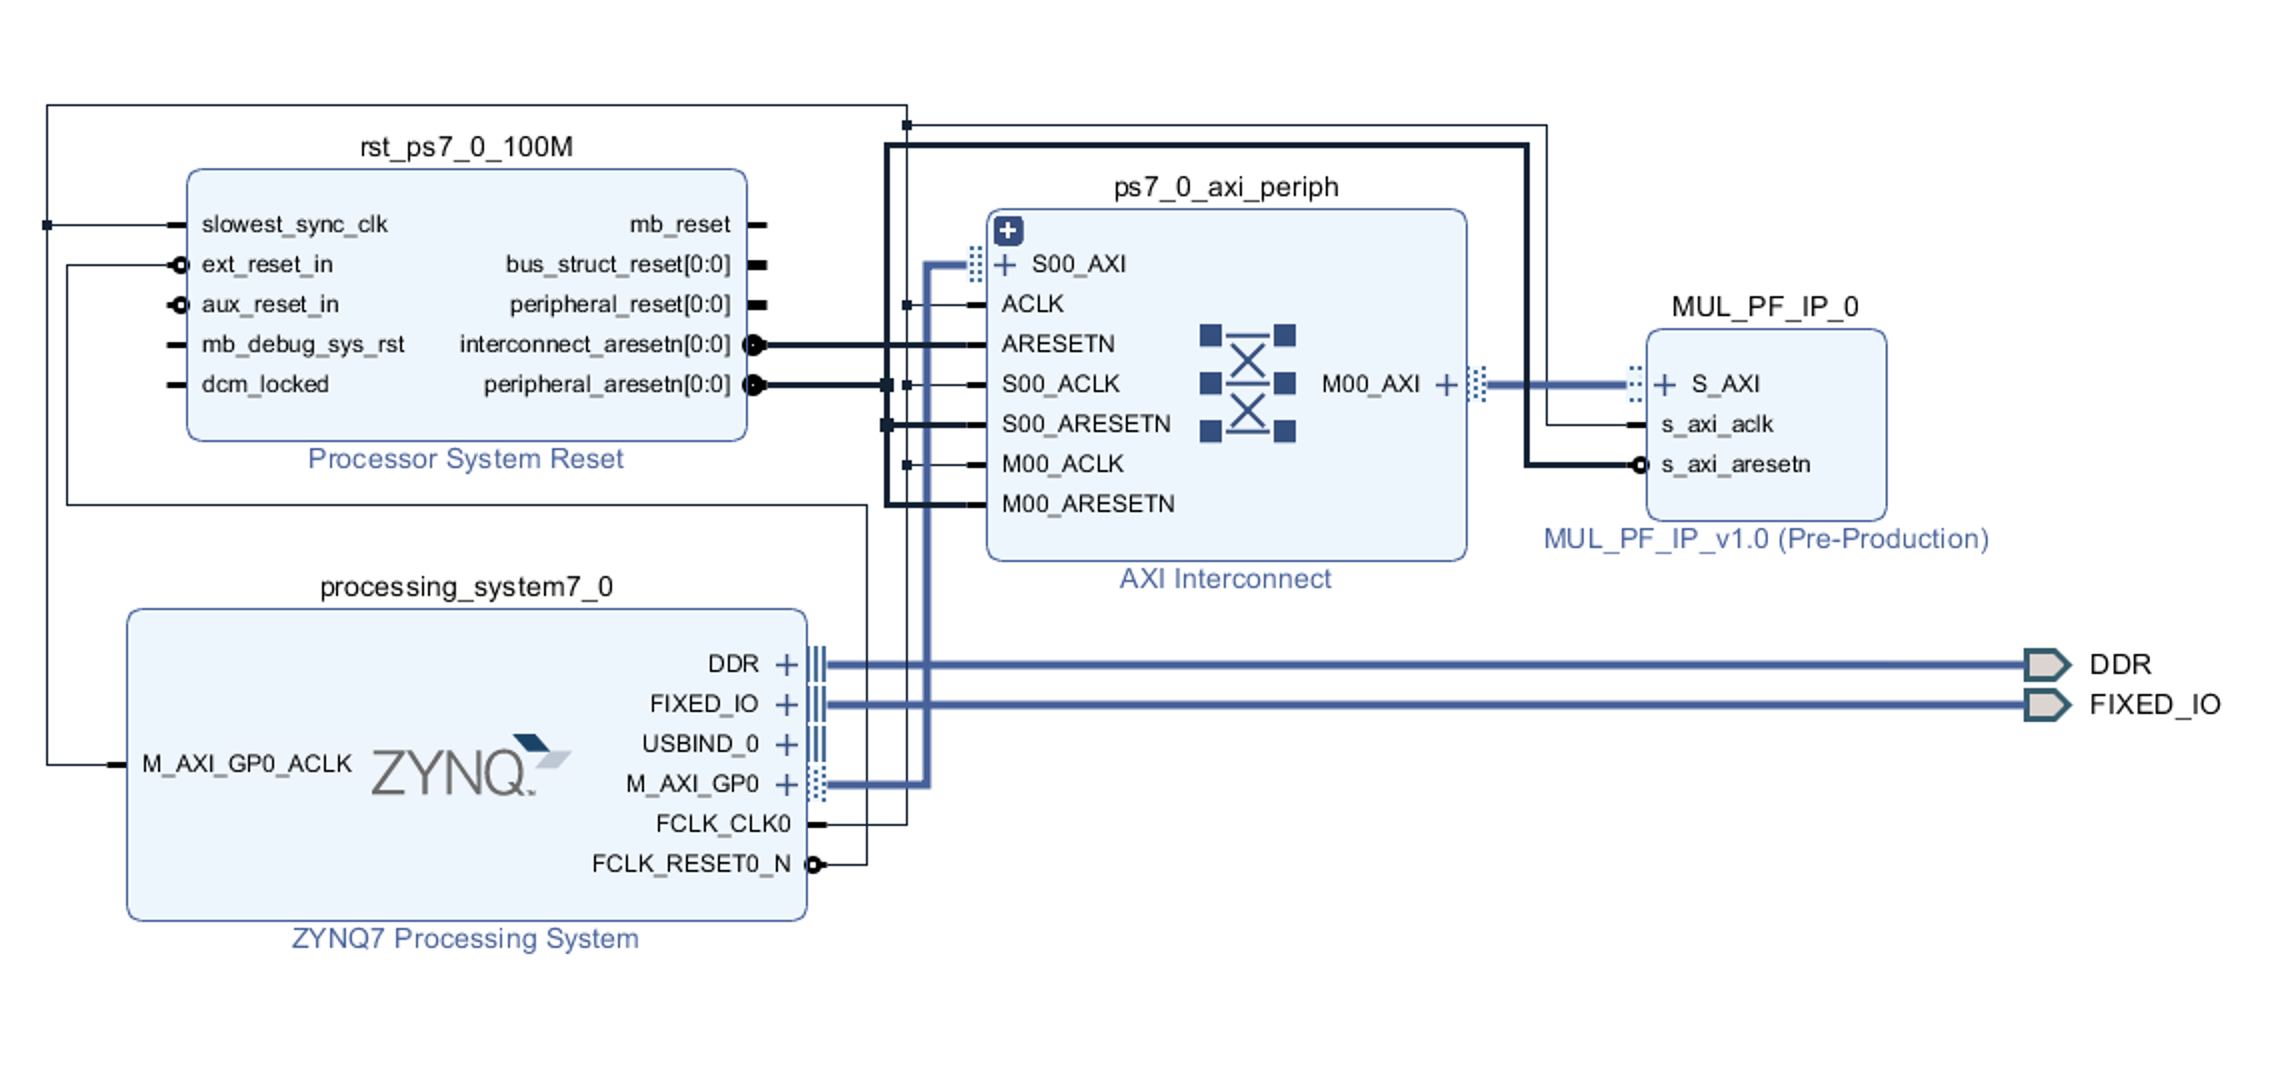 rst_ps7_0_100M
slowest_sync_clk
ext_reset_in
aux_reset_in
mb_debug_sys_rst
dcm_locked
mb_reset
bus_struct_reset[0:0]
peripheral_reset[0:0]
interconnect_aresetn[0:0]
peripheral_aresetn[0:0]
Processor System Reset
ps7_0_axi_periph
S00_AXI
ACLK
ARESETN
S00_ACLK
S00_ARESETN
M00_ACLK
M00_ARESETN
M00_AXI
AXI Interconnect
MUL_PF_IP_0
S_AXI
s_axi_aclk
s_axi_aresetn
MUL_PF_IP_v1.0 (Pre-Production)
processing_system7_0
M_AXI_GP0_ACLK
ZYNQ
DDR
FIXED_IO
USBIND_0
M_AXI_GP0
FCLK_CLK0
FCLK_RESET0_N
ZYNQ7 Processing System
DDR
FIXED_IO